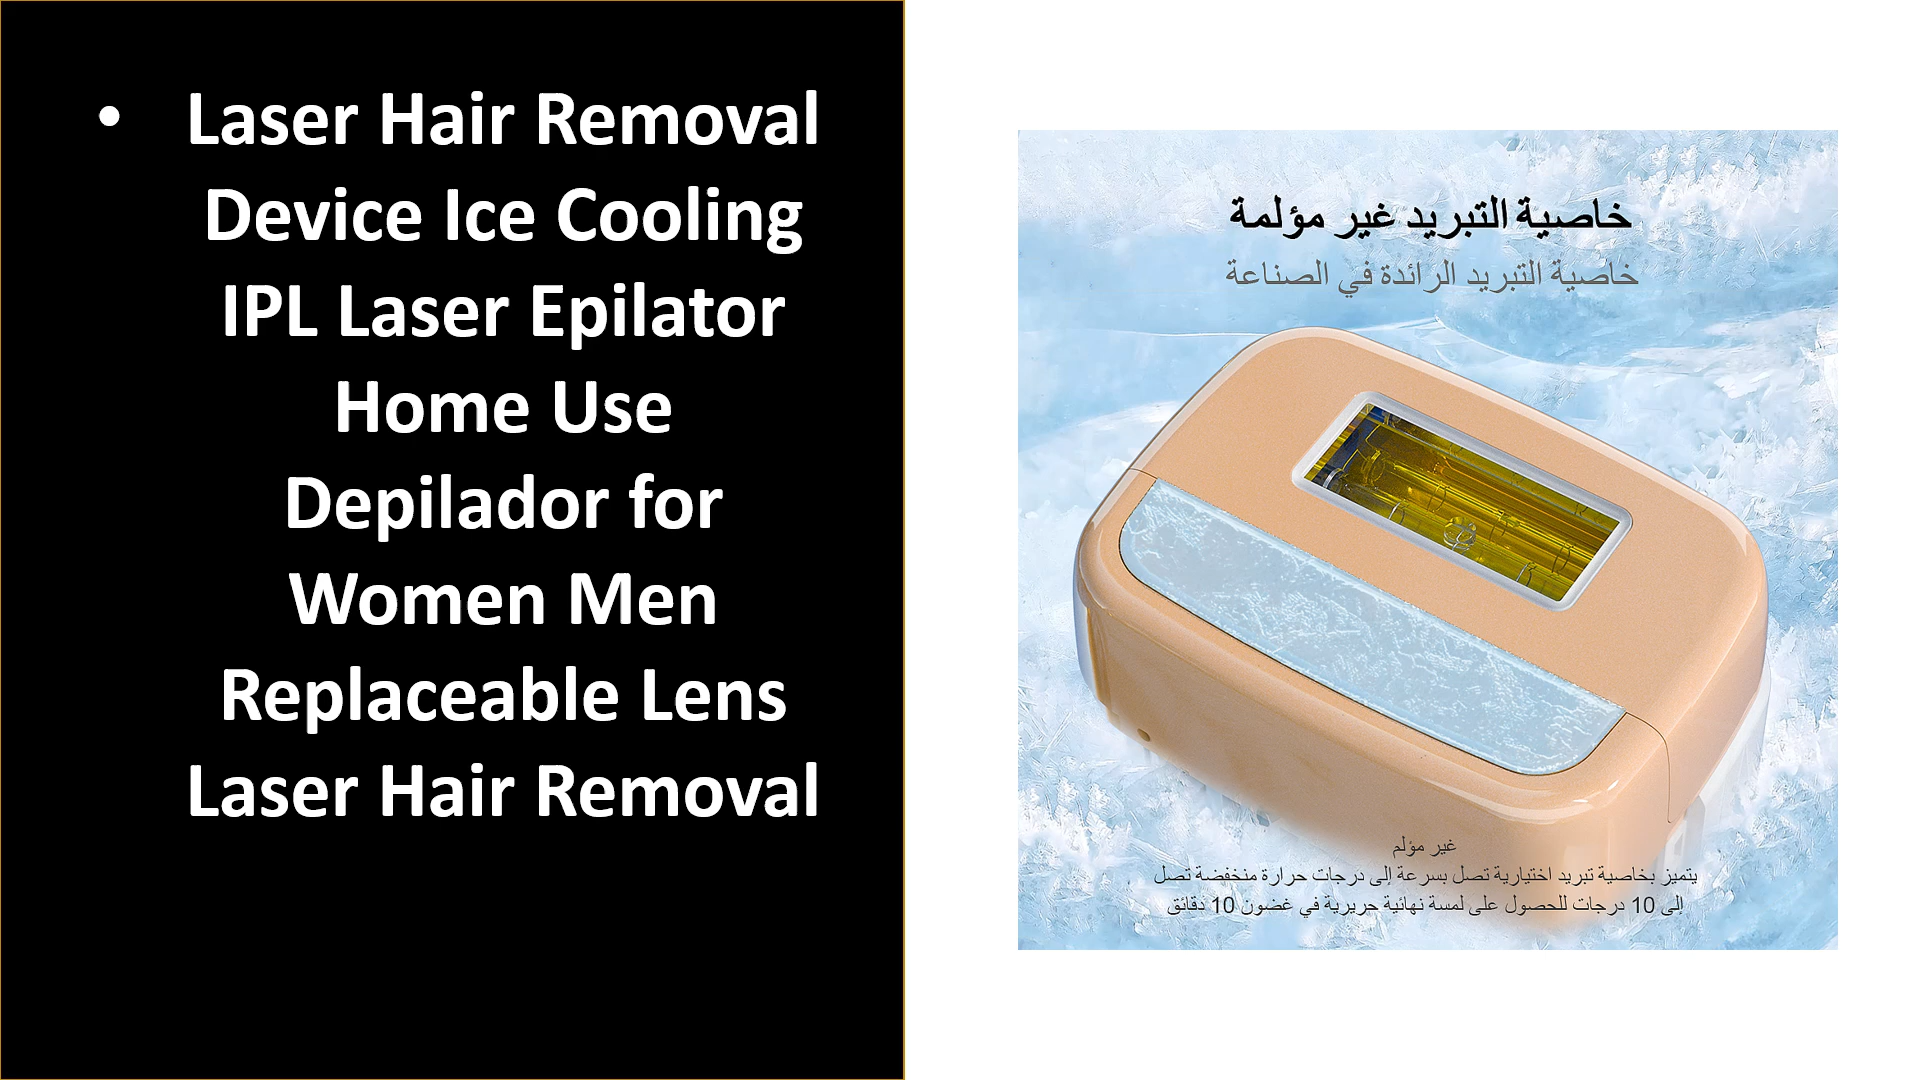 • Laser Hair Removal
Device Ice Cooling
IPL Laser Epilator
Home Use
Depilador for
Women Men
Replaceable Lens
Laser Hair Removal
خاصية التبريد غير مؤلمة
خاصية التبريد الرائدة في الصناعة
غير مؤلم
يتميز بخاصية تبريد اختيارية تصل بسرعة إلى درجات حرارة منخفضة تصل
إلى 10 درجات للحصول على لمسة نهائية حريرية في غضون 10 دقائق